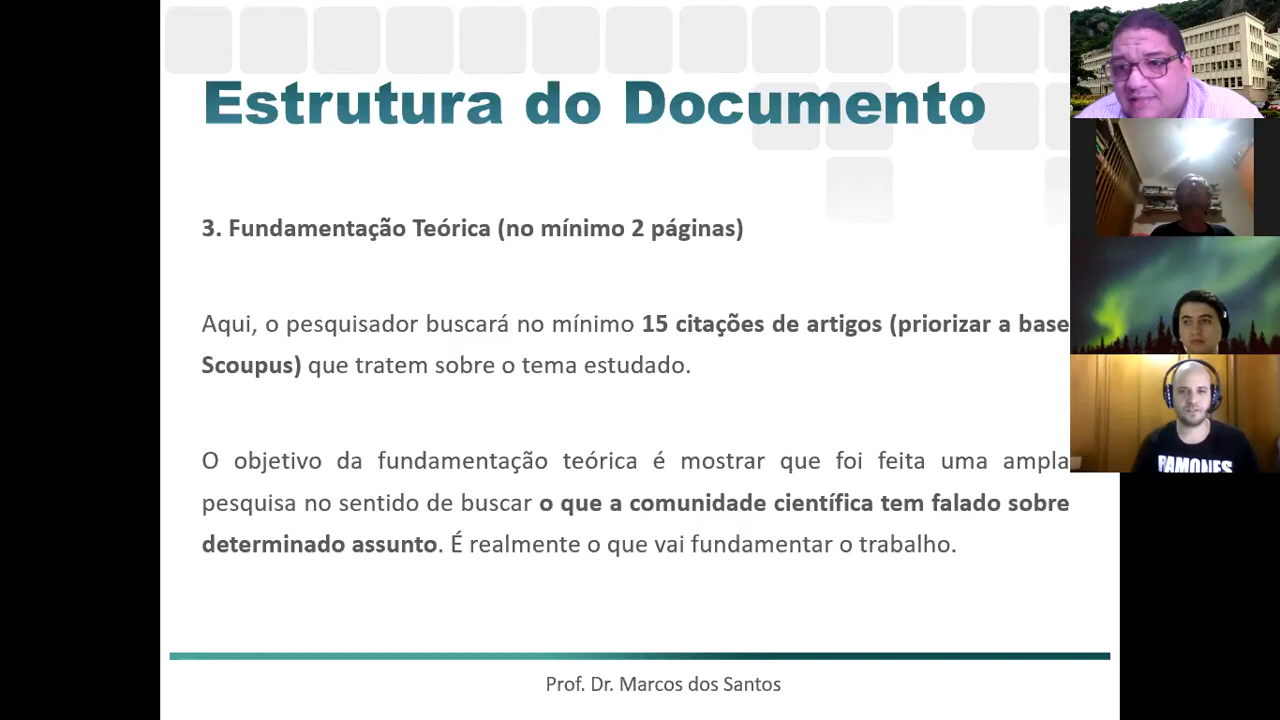 Estrutura do Documento
3. Fundamentação Teórica (no mínimo 2 páginas)
Aqui, o pesquisador buscará no mínimo 15 citações de artigos (priorizar a base
Scoupus) que tratem sobre o tema estudado.
O objetivo da fundamentação teórica é mostrar que foi feita uma ampla
pesquisa no sentido de buscar o que a comunidade científica tem falado sobre
determinado assunto. É realmente o que vai fundamentar o trabalho.
Prof. Dr. Marcos dos Santos
RAMONES